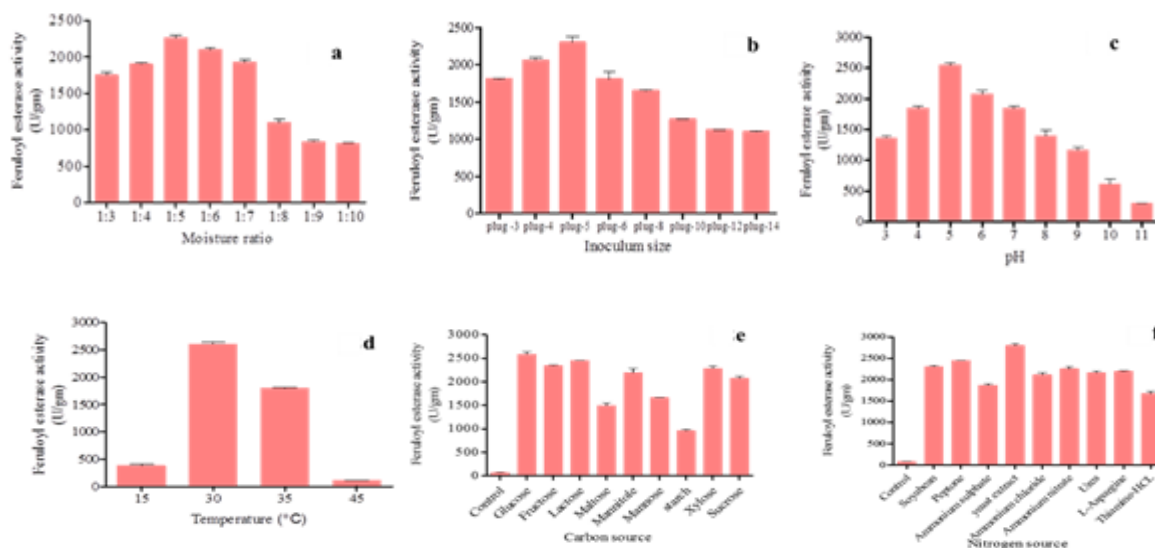 a
Feruloyl esterase activity
(U/gm)
2500
2000
1500
1000
500
0
1:3 1:4 1:5 1:6 1:7 1:8 1:9 1:10
Moisture ratio
b
Feruloyl esterase activity
(U/gm)
2500
2000
1500
1000
500
0
plug -3 plug-4 plug-5 plug-6 plug-8 plug-10 plug-12 plug-14
Inoculum size
c
Feruloyl esterase activity
(U/gm)
3000
2500
2000
1500
1000
500
0
3 4 5 6 7 8 9 10 11
pH
d
Feruloyl esterase activity
(U/gm)
3000
2500
2000
1500
1000
500
0
15 30 35 45
Temperature (°C)
e
Feruloyl esterase activity
(U/gm)
3000
2500
2000
1500
1000
500
0
Control
Glucose
Fructose
Lactose
Maltose
Mannitole
Mannose
starch
Xylose
Sucrose
Carbon source
f
Feruloyl esterase activity
(U/gm)
3000
2500
2000
1500
1000
500
0
Control
Soybean
Peptone
Ammonium sulphate
yeast extract
Ammonium chloride
Ammonium nitrate
Urea
L-Aspargine
Thiamine-HCL
Nitrogen source